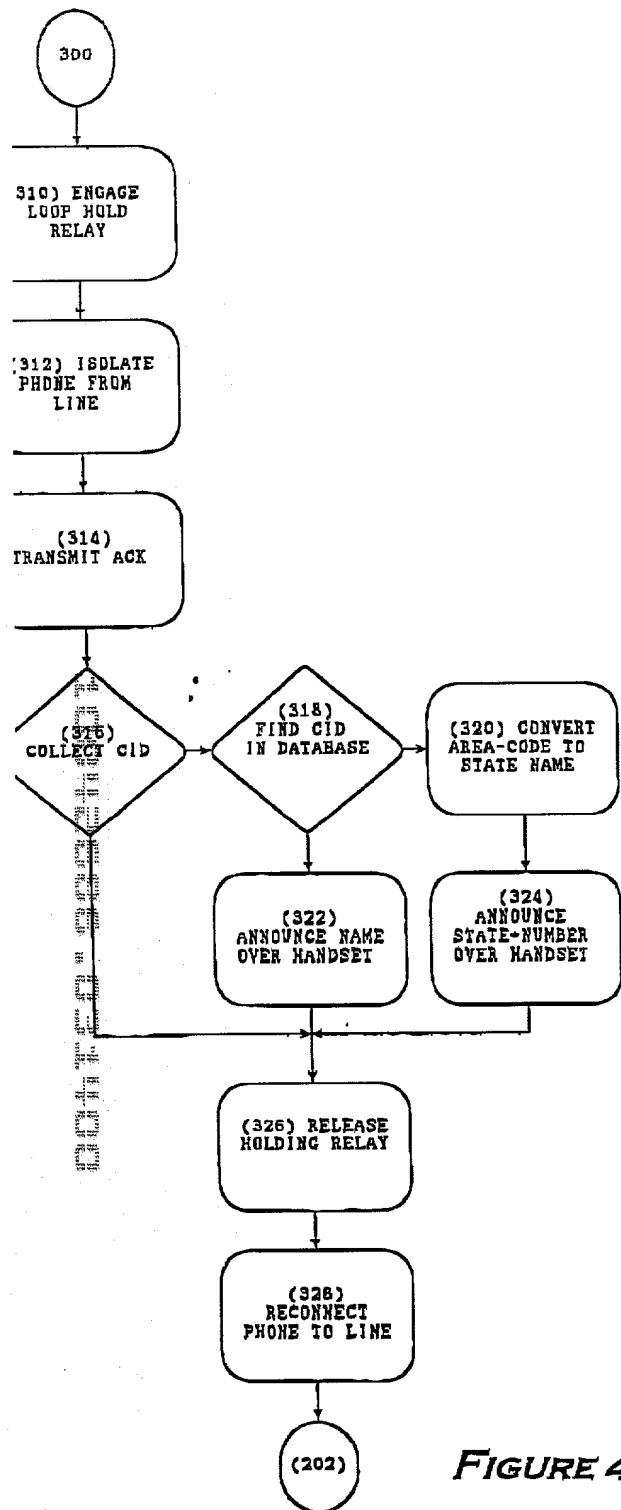 300
310) ENGAGE
LOOP HOLD
RELAY
(312) ISOLATE
PHONE FROM
LINE
(314)
TRANSMIT ACK
(316)
COLLECT CID
(318)
FIND CID
IN DATABASE
(320) CONVERT
AREA-CODE TO
STATE NAME
(322)
ANNOUNCE NAME
OVER HANDSET
(324)
ANNOUNCE
STATE+NUMBER
OVER HANDSET
(326) RELEASE
HOLDING RELAY
(328)
RECONNECT
PHONE TO LINE
(202)
FIGURE 4